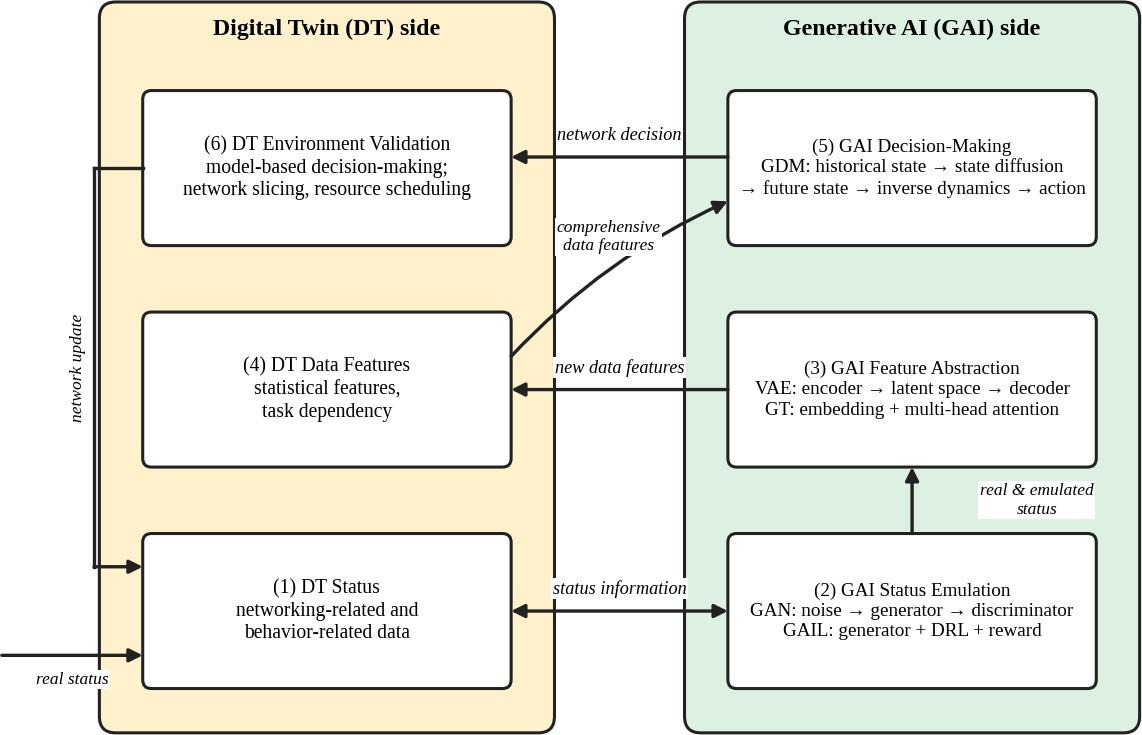 Digital Twin (DT) side
Generative AI (GAI) side
(6) DT Environment Validation
model-based decision-making;
network slicing, resource scheduling
network decision
(5) GAI Decision-Making
GDM: historical state → state diffusion
→ future state → inverse dynamics → action
comprehensive
data features
network update
(4) DT Data Features
statistical features,
task dependency
new data features
(3) GAI Feature Abstraction
VAE: encoder → latent space → decoder
GT: embedding + multi-head attention
real & emulated
status
(1) DT Status
networking-related and
behavior-related data
status information
(2) GAI Status Emulation
GAN: noise → generator → discriminator
GAIL: generator + DRL + reward
real status